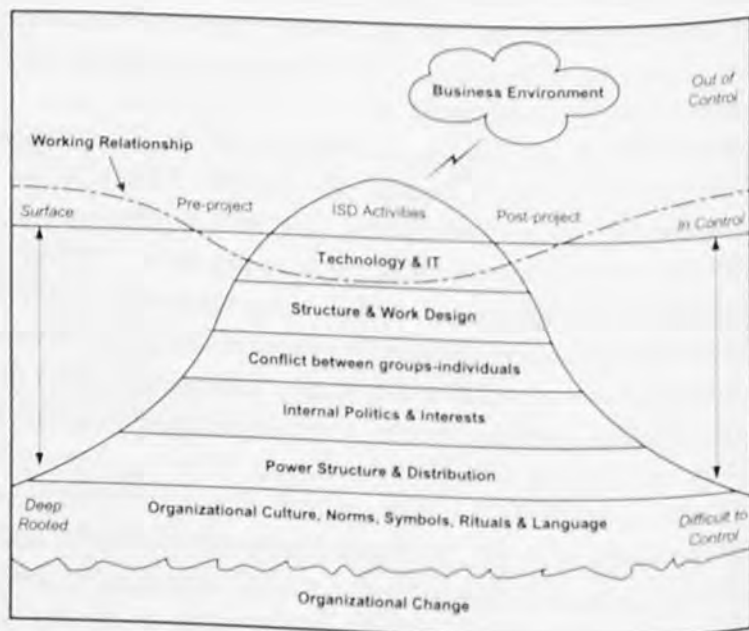 Business Environment
Out of
Control
Working Relationship
Pre-project
ISD Activities
Post-project
Surface
In Control
Technology & IT
Structure & Work Design
Conflict between groups-individuals
Internal Politics & Interests
Power Structure & Distribution
Deep
Rooted
Organizational Culture, Norms, Symbols, Rituals & Language
Difficult to
Control
Organizational Change